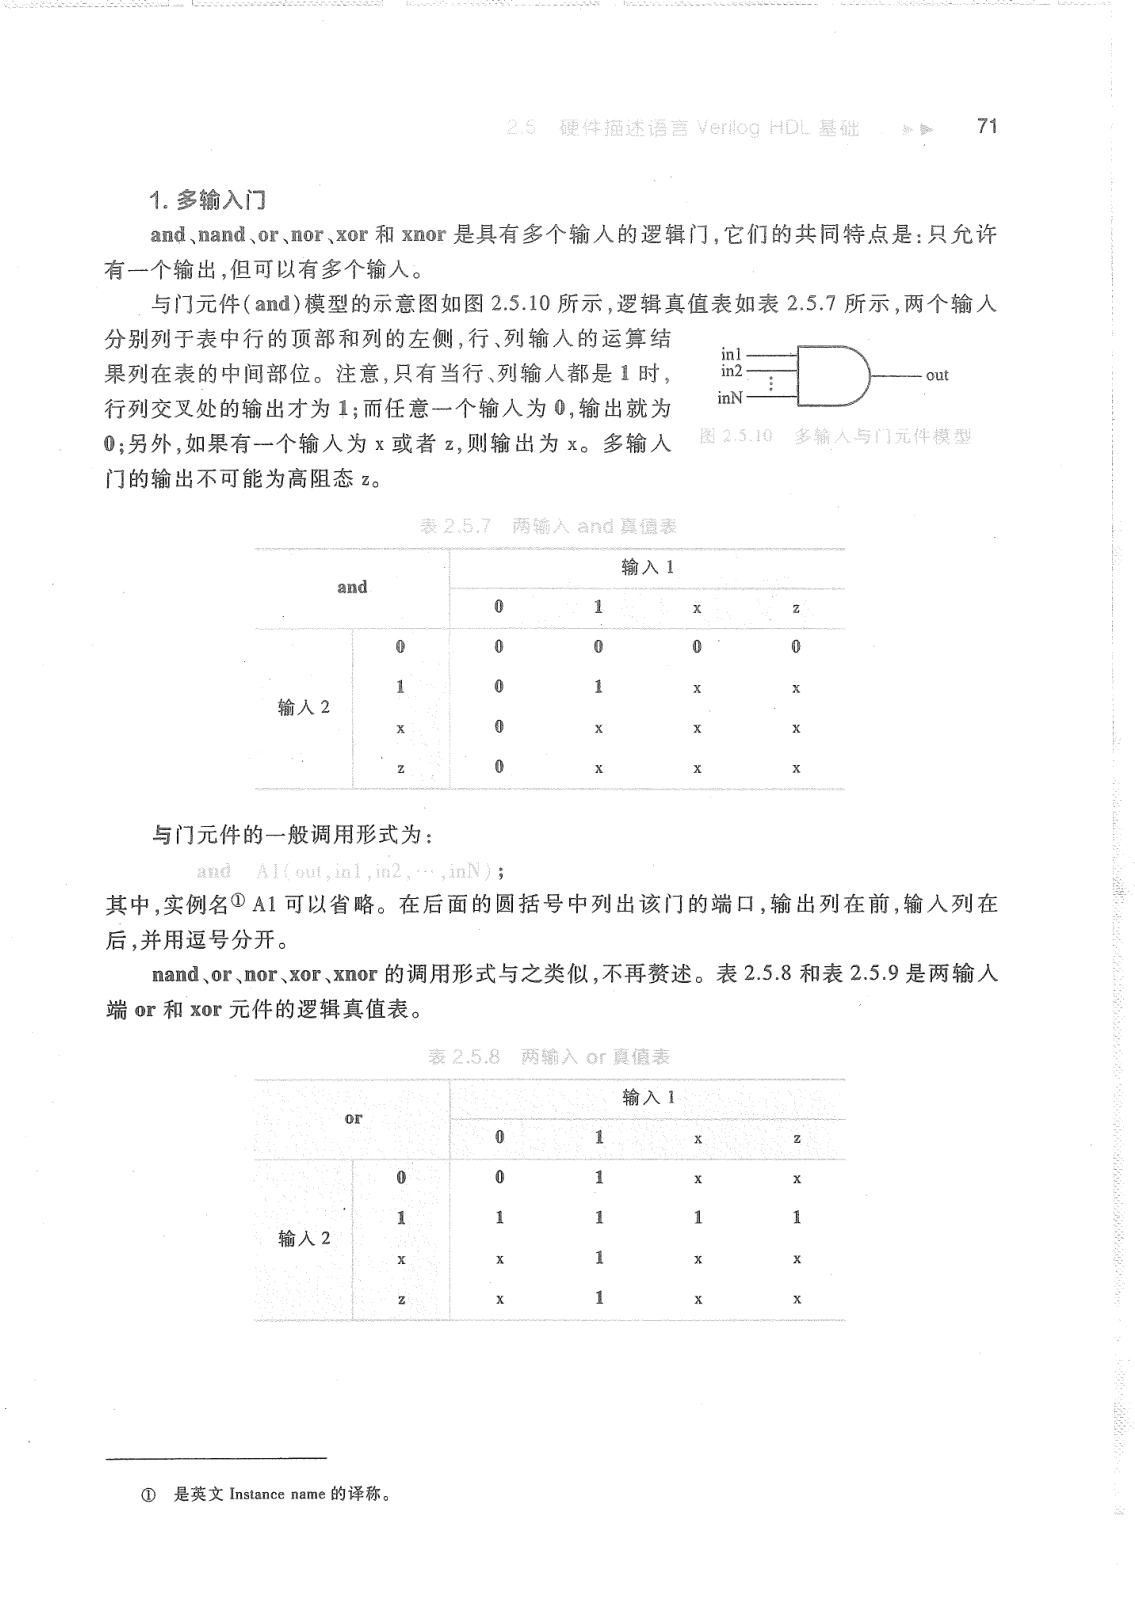 2.5 硬件描述语言 Verilog HDL 基础 71
1. 多输入门
and、nand、or、nor、xor 和 xnor 是具有多个输入的逻辑门,它们的共同特点是:只允许
有一个输出,但可以有多个输入。
与门元件(and)模型的示意图如图 2.5.10 所示,逻辑真值表如表 2.5.7 所示,两个输入
分别列于表中行的顶部和列的左侧,行、列输入的运算结
果列在表的中间部位。注意,只有当行、列输入都是 1 时,
行列交叉处的输出才为 1;而任意一个输入为 0,输出就为
0;另外,如果有一个输入为 x 或者 z,则输出为 x。多输入
门的输出不可能为高阻态 z。
in1
in2
⋮
inN
out
图 2.5.10 多输入与门元件模型
表 2.5.7 两输入 and 真值表
and 输入 1
0 1 x z
输入 2
0 0 0 0 0
1 0 1 x x
x 0 x x x
z 0 x x x
与门元件的一般调用形式为:
and A1(out,in1,in2,…,inN);
其中,实例名① A1 可以省略。在后面的圆括号中列出该门的端口,输出列在前,输入列在
后,并用逗号分开。
nand、or、nor、xor、xnor 的调用形式与之类似,不再赘述。表 2.5.8 和表 2.5.9 是两输入
端 or 和 xor 元件的逻辑真值表。
表 2.5.8 两输入 or 真值表
or 输入 1
0 1 x z
输入 2
0 0 1 x x
1 1 1 1 1
x x 1 x x
z x 1 x x
① 是英文 Instance name 的译称。